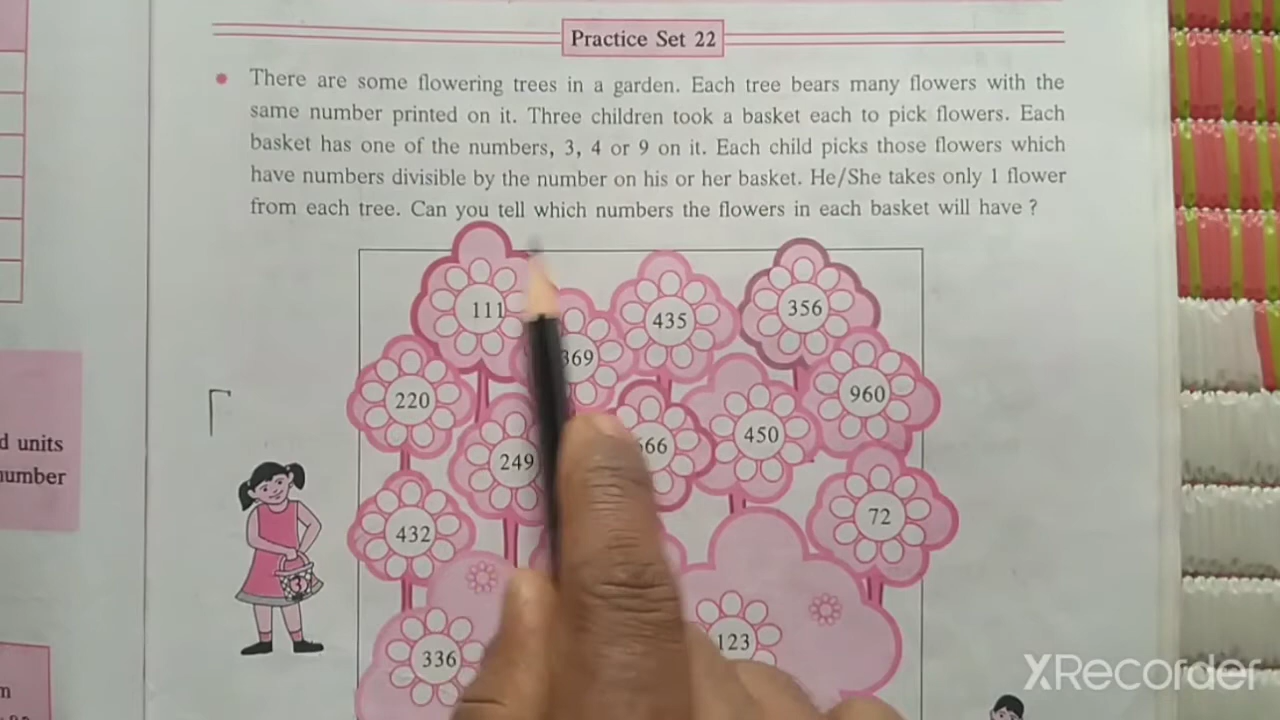 Practice Set 22
There are some flowering trees in a garden. Each tree bears many flowers with the
same number printed on it. Three children took a basket each to pick flowers. Each
basket has one of the numbers, 3, 4 or 9 on it. Each child picks those flowers which
have numbers divisible by the number on his or her basket. He/She takes only 1 flower
from each tree. Can you tell which numbers the flowers in each basket will have ?
111
435
356
369
220
960
249
666
450
432
72
3
336
123
d units
umber
XRecorder